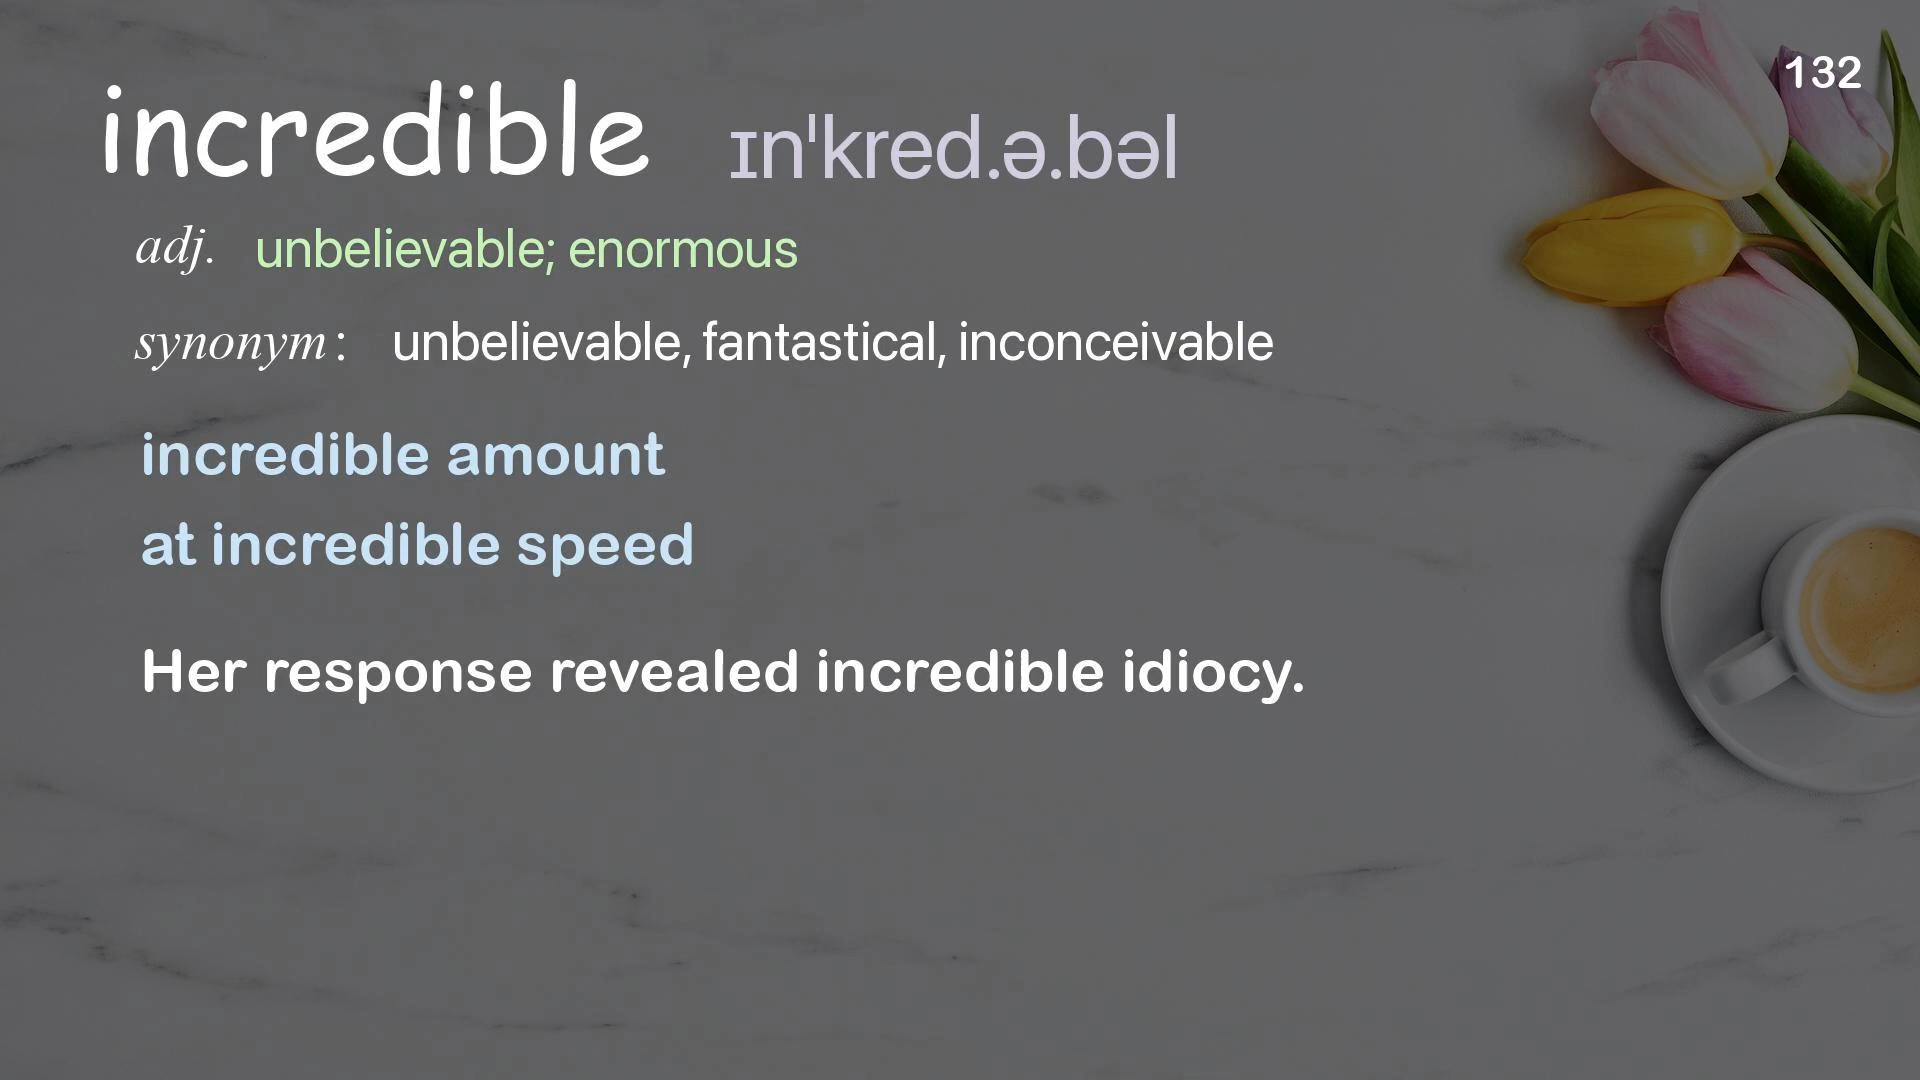 132
incredible ɪnˈkred.ə.bəl
adj. unbelievable; enormous
synonym: unbelievable, fantastical, inconceivable
incredible amount
at incredible speed
Her response revealed incredible idiocy.